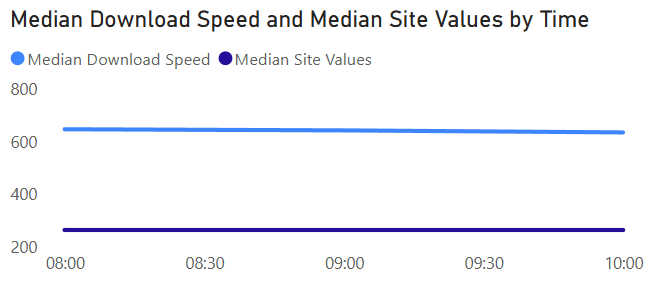 Median Download Speed and Median Site Values by Time
Median Download Speed Median Site Values
800
600
400
200
08:00 08:30 09:00 09:30 10:00